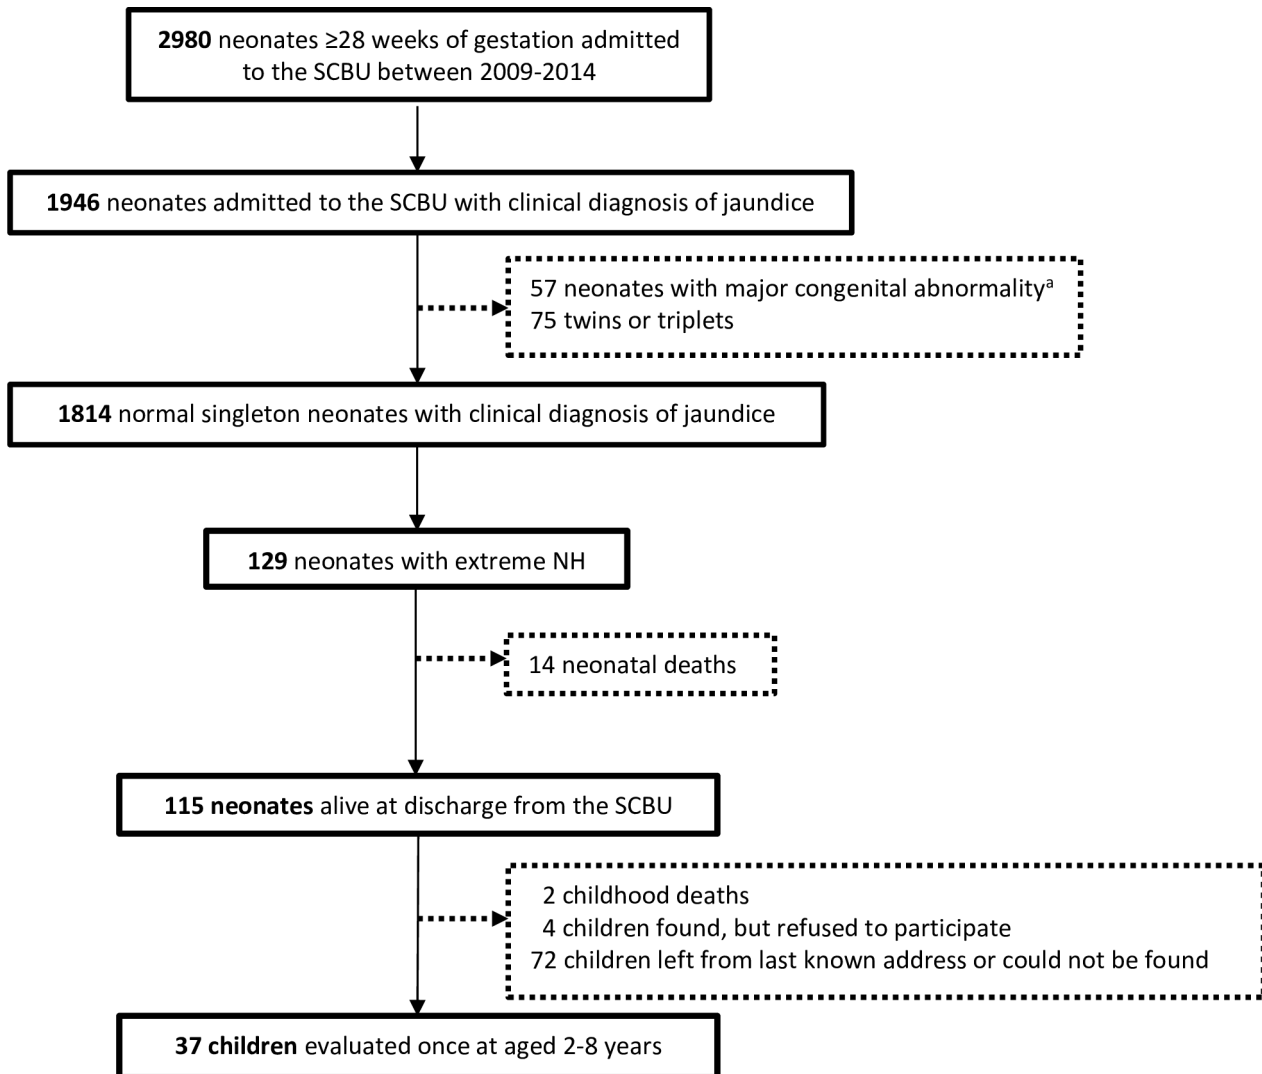 2980 neonates ≥28 weeks of gestation admitted
to the SCBU between 2009-2014
1946 neonates admitted to the SCBU with clinical diagnosis of jaundice
57 neonates with major congenital abnormalityᵃ
75 twins or triplets
1814 normal singleton neonates with clinical diagnosis of jaundice
129 neonates with extreme NH
14 neonatal deaths
115 neonates alive at discharge from the SCBU
2 childhood deaths
4 children found, but refused to participate
72 children left from last known address or could not be found
37 children evaluated once at aged 2-8 years